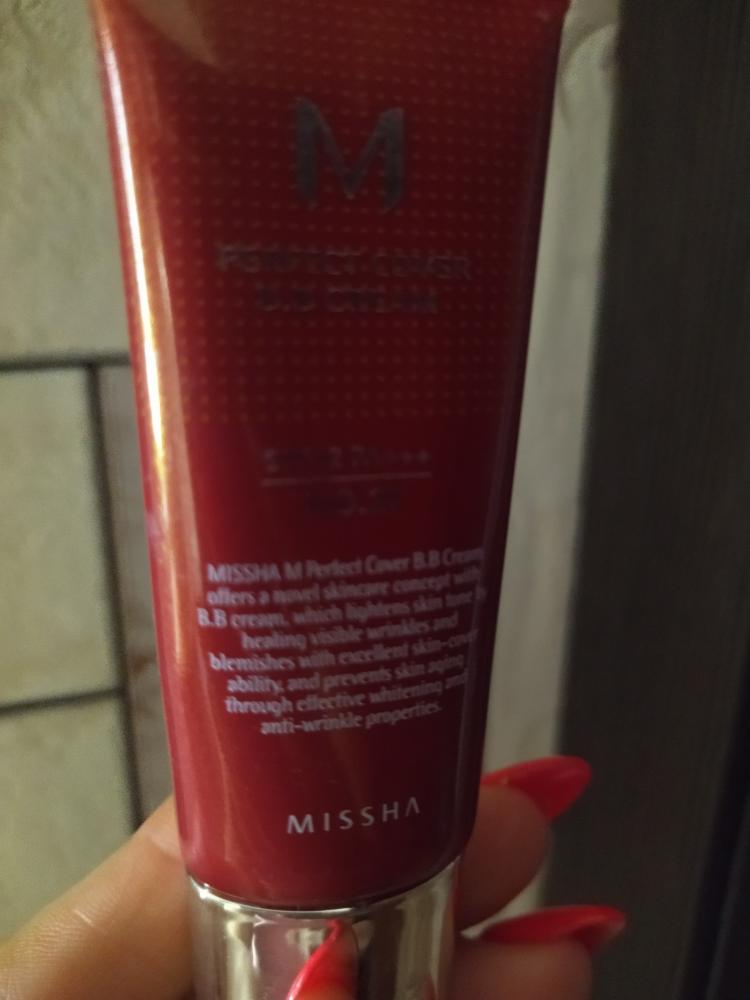 M
PERFECT COVER
B.B CREAM
MISSHA M Perfect Cover B.B Cream
offers a novel skincare concept with
B.B cream, which lightens skin tone
healing visible wrinkles and
blemishes with excellent skin-cover
ability, and prevents skin aging
through effective whitening and
anti-wrinkle properties.
MISSHA